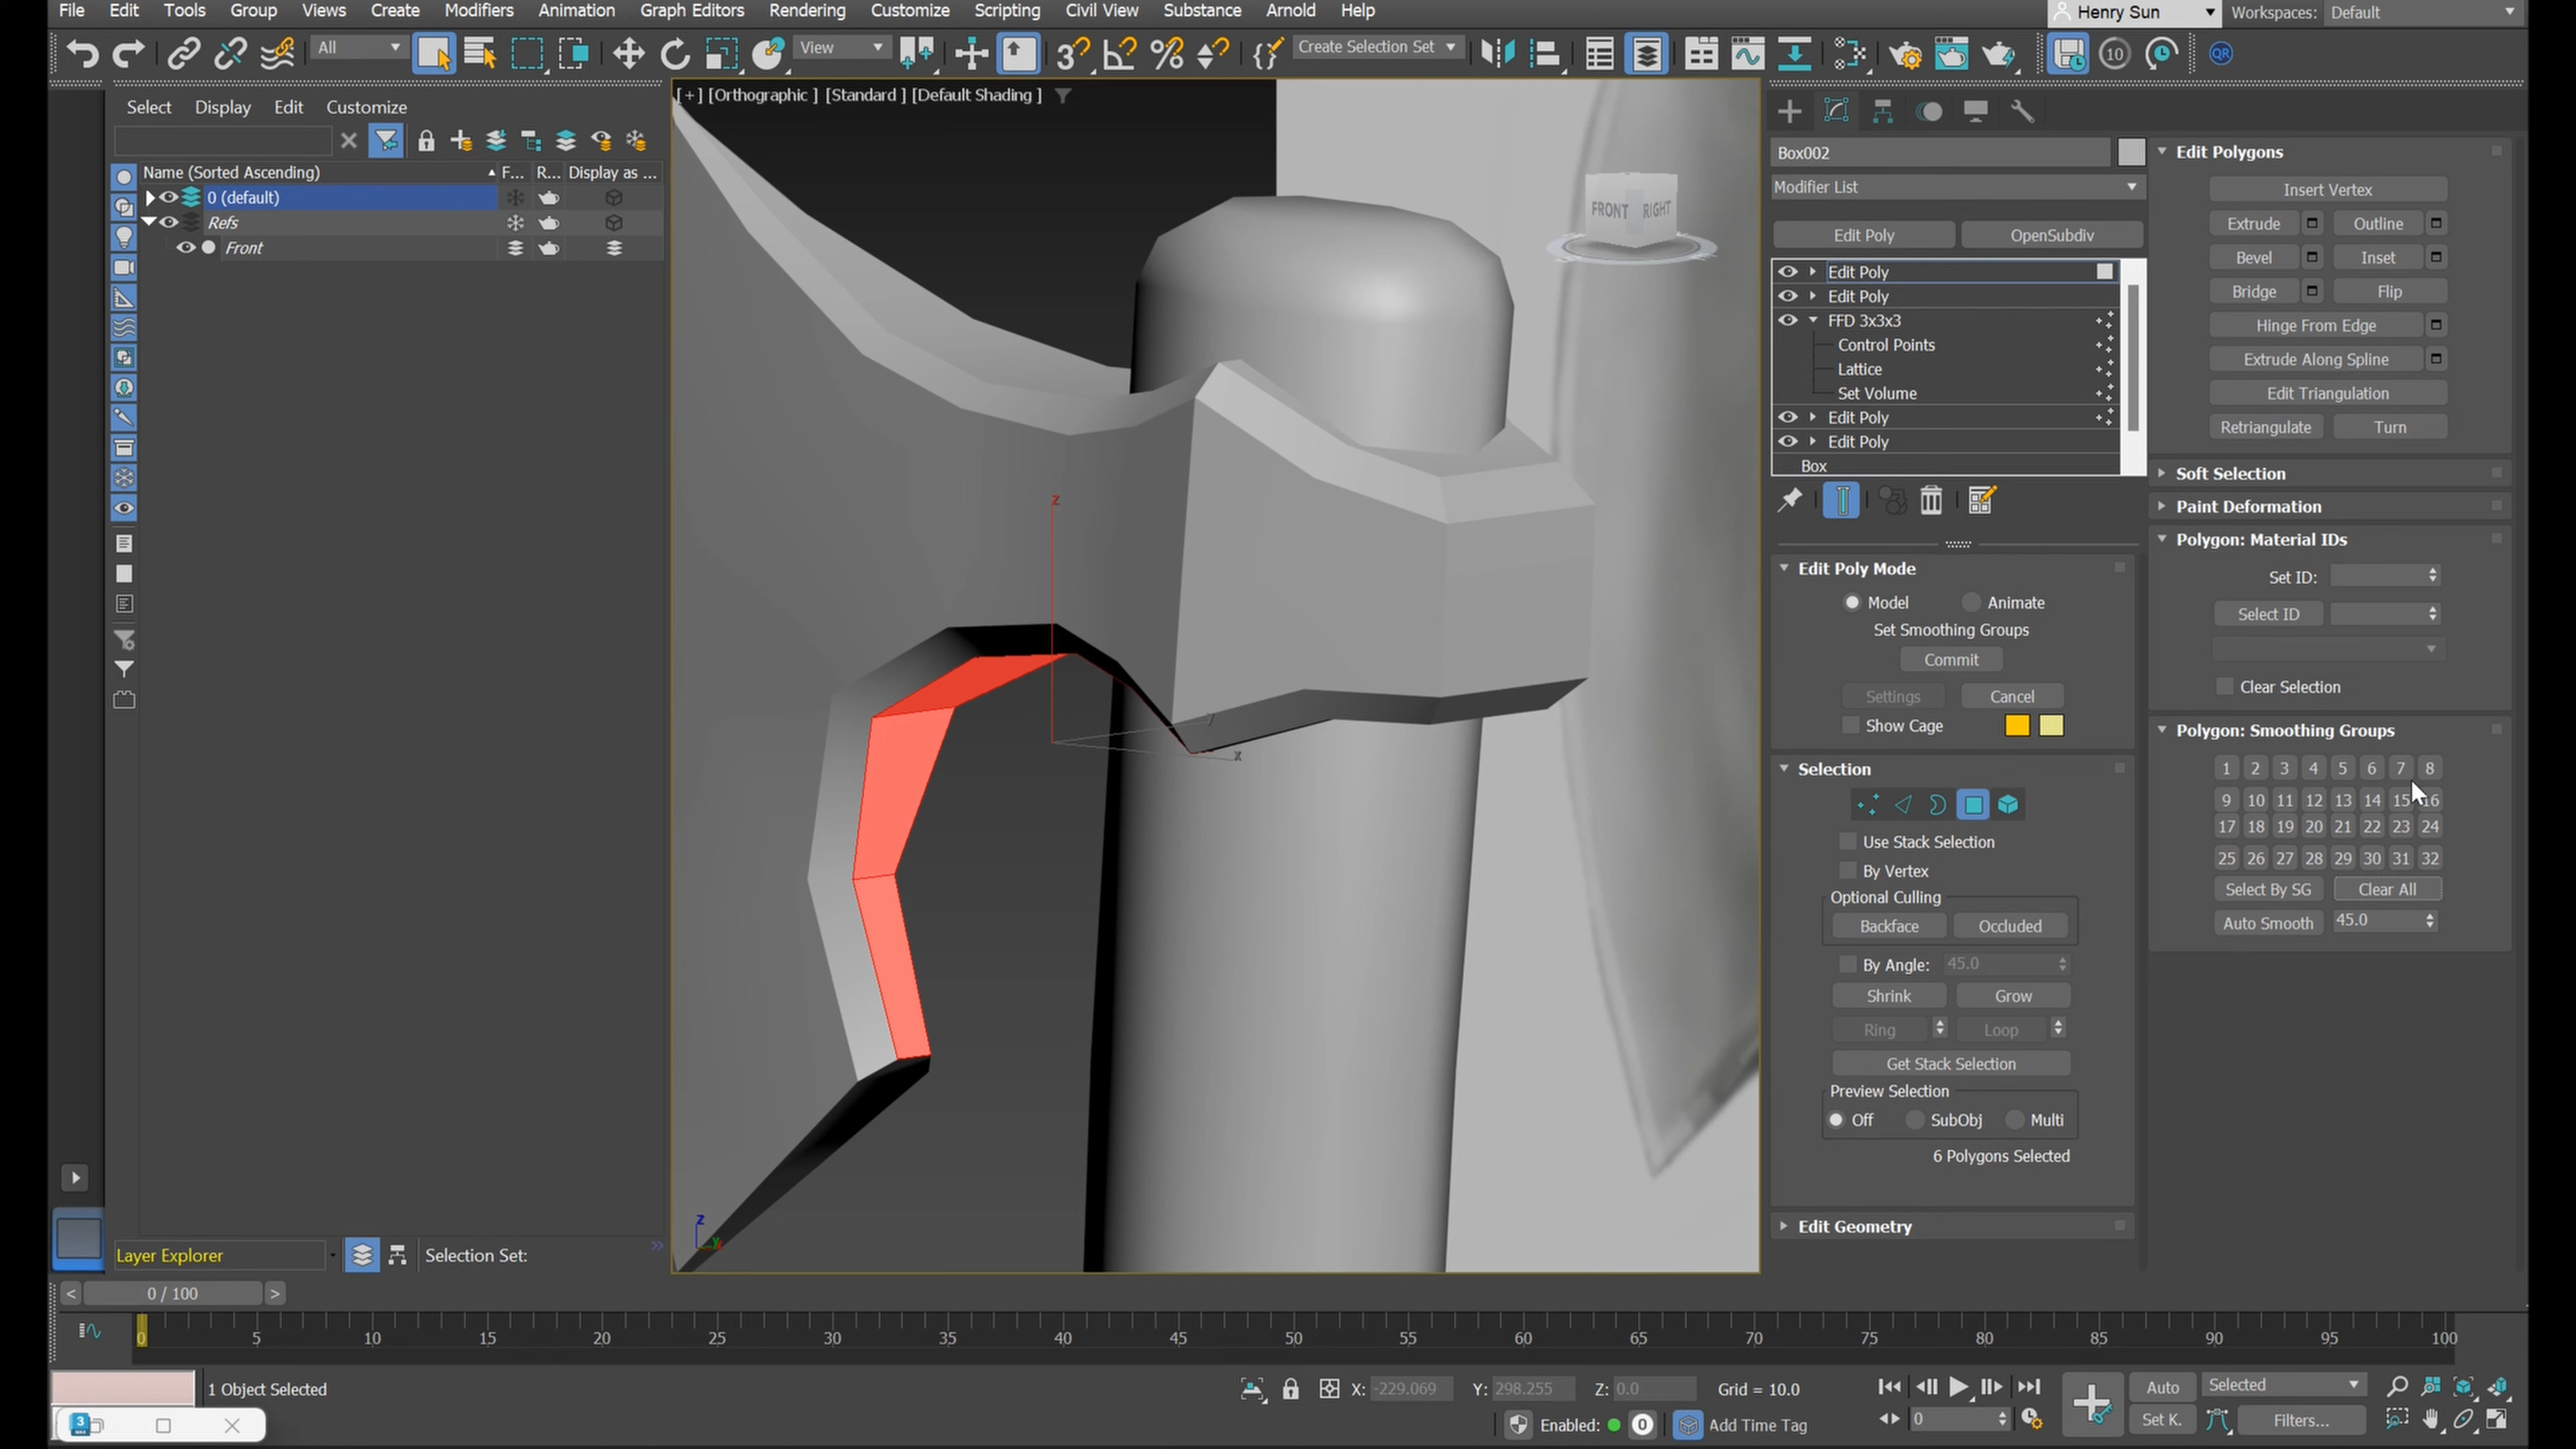 File Edit Tools Group Views Create Modifiers Animation Graph Editors Rendering Customize Scripting Civil View Substance Arnold Help
Henry Sun Workspaces: Default
All View Create Selection Set 10 QR
Select Display Edit Customize
[+] [Orthographic ] [Standard ] [Default Shading ]
Name (Sorted Ascending) F... R... Display as ...
0 (default)
Refs
Front
FRONT RIGHT
Z
X
Z
Y
Box002
Modifier List
Edit Poly OpenSubdiv
Edit Poly
Edit Poly
FFD 3x3x3
Control Points
Lattice
Set Volume
Edit Poly
Edit Poly
Box
Edit Poly Mode
Model Animate
Set Smoothing Groups
Commit
Settings Cancel
Show Cage
Selection
Use Stack Selection
By Vertex
Optional Culling
Backface Occluded
By Angle: 45.0
Shrink Grow
Ring Loop
Get Stack Selection
Preview Selection
Off SubObj Multi
6 Polygons Selected
Edit Geometry
Edit Polygons
Insert Vertex
Extrude Outline
Bevel Inset
Bridge Flip
Hinge From Edge
Extrude Along Spline
Edit Triangulation
Retriangulate Turn
Soft Selection
Paint Deformation
Polygon: Material IDs
Set ID:
Select ID
Clear Selection
Polygon: Smoothing Groups
1 2 3 4 5 6 7 8
9 10 11 12 13 14 15 16
17 18 19 20 21 22 23 24
25 26 27 28 29 30 31 32
Select By SG Clear All
Auto Smooth 45.0
Layer Explorer Selection Set:
< 0 / 100 >
0 5 10 15 20 25 30 35 40 45 50 55 60 65 70 75 80 85 90 95 100
1 Object Selected X: -229.069 Y: 298.255 Z: 0.0 Grid = 10.0 Auto Selected
Enabled: 0 Add Time Tag 0 Set K. Filters...
3